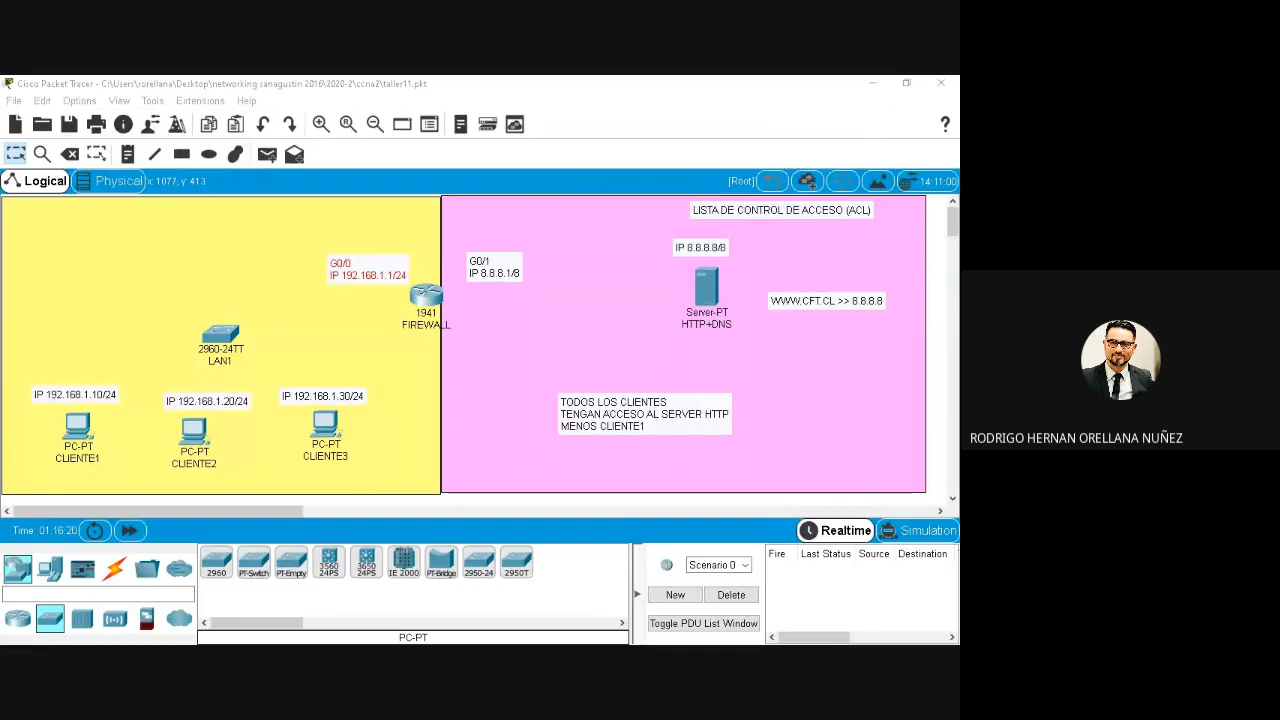 Cisco Packet Tracer - C:\Users\rorellana\Desktop\networking sanagustin 2016\2020-2\ccna2\taller11.pkt
File Edit Options View Tools Extensions Help
?
Logical Physical x: 1077, y: 413 [Root] 14:11:00
LISTA DE CONTROL DE ACCESO (ACL)
IP 8.8.8.8/8
G0/0
IP 192.168.1.1/24
G0/1
IP 8.8.8.1/8
WWW.CFT.CL >> 8.8.8.8
1941
FIREWALL
Server-PT
HTTP+DNS
2960-24TT
LAN1
IP 192.168.1.10/24
IP 192.168.1.20/24
IP 192.168.1.30/24
PC-PT
CLIENTE1
PC-PT
CLIENTE2
PC-PT
CLIENTE3
TODOS LOS CLIENTES
TENGAN ACCESO AL SERVER HTTP
MENOS CLIENTE1
RODRIGO HERNAN ORELLANA NUÑEZ
Time: 01:16:20
Realtime Simulation
2960 PT-Switch PT-Empty 3560 24PS 3650 24PS IE 2000 PT-Bridge 2950-24 2950T
Scenario 0
New Delete
Toggle PDU List Window
Fire Last Status Source Destination
PC-PT